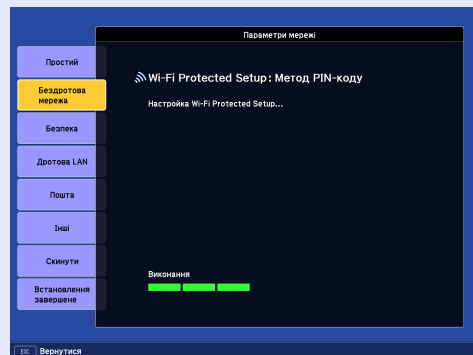 Параметри мережі
Простий
Бездротова
мережа
Безпека
Дротова LAN
Пошта
Інші
Скинути
Встановлення
завершене
Wi-Fi Protected Setup: Метод PIN-коду
Настройка Wi-Fi Protected Setup...
Виконання
ESC Вернутися